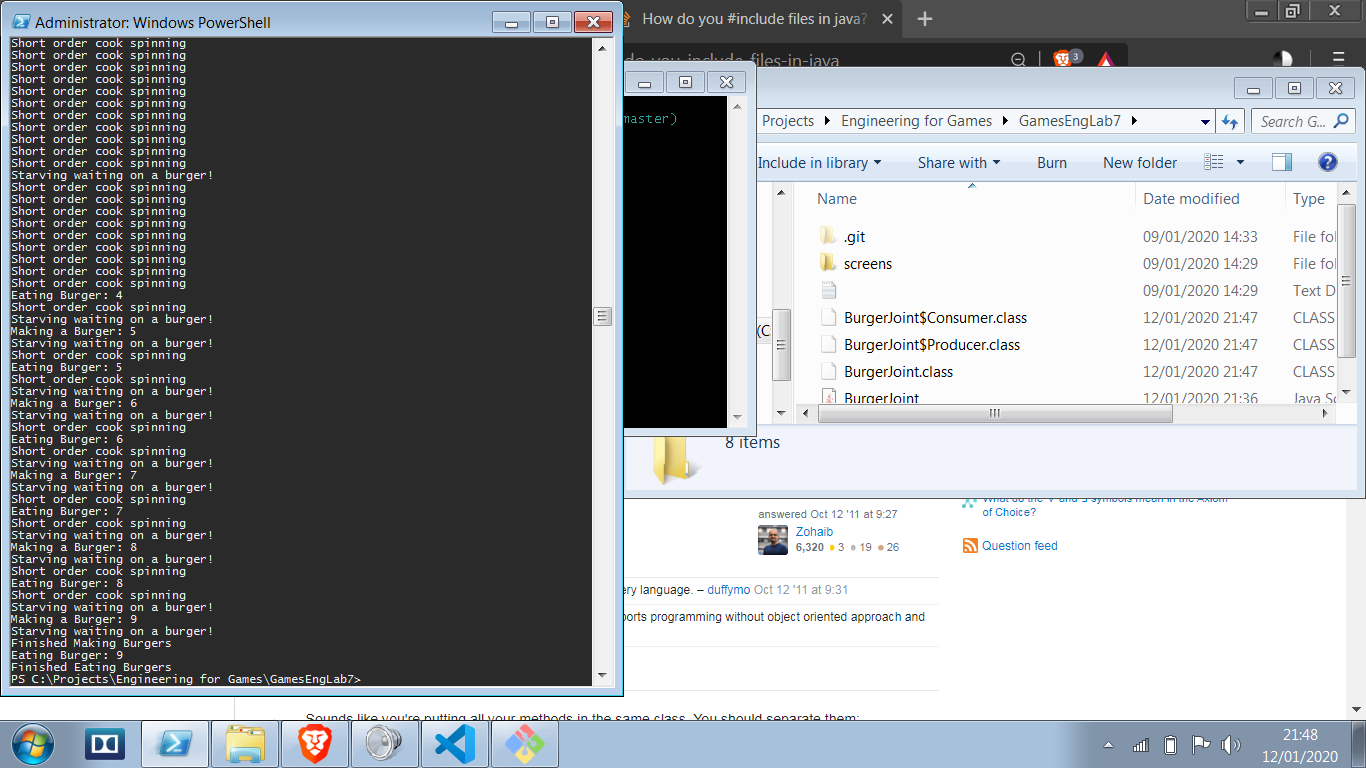 Administrator: Windows PowerShell
Short order cook spinning
Short order cook spinning
Short order cook spinning
Short order cook spinning
Short order cook spinning
Short order cook spinning
Short order cook spinning
Short order cook spinning
Short order cook spinning
Short order cook spinning
Short order cook spinning
Starving waiting on a burger!
Short order cook spinning
Short order cook spinning
Short order cook spinning
Short order cook spinning
Short order cook spinning
Short order cook spinning
Short order cook spinning
Short order cook spinning
Short order cook spinning
Eating Burger: 4
Short order cook spinning
Starving waiting on a burger!
Making a Burger: 5
Starving waiting on a burger!
Short order cook spinning
Eating Burger: 5
Short order cook spinning
Starving waiting on a burger!
Making a Burger: 6
Starving waiting on a burger!
Short order cook spinning
Eating Burger: 6
Short order cook spinning
Starving waiting on a burger!
Making a Burger: 7
Starving waiting on a burger!
Short order cook spinning
Eating Burger: 7
Short order cook spinning
Starving waiting on a burger!
Making a Burger: 8
Starving waiting on a burger!
Short order cook spinning
Eating Burger: 8
Short order cook spinning
Starving waiting on a burger!
Making a Burger: 9
Starving waiting on a burger!
Finished Making Burgers
Eating Burger: 9
Finished Eating Burgers
PS C:\Projects\Engineering for Games\GamesEngLab7>
How do you #include files in java?
do-you-include-files-in-java
3
master)
Projects Engineering for Games GamesEngLab7
Search G...
Include in library Share with Burn New folder
Name Date modified Type
.git 09/01/2020 14:33 File fol
screens 09/01/2020 14:29 File fol
09/01/2020 14:29 Text D
BurgerJoint$Consumer.class 12/01/2020 21:47 CLASS
BurgerJoint$Producer.class 12/01/2020 21:47 CLASS
BurgerJoint.class 12/01/2020 21:47 CLASS
BurgerJoint 12/01/2020 21:36 Java Sc
(C
8 items
answered Oct 12 '11 at 9:27
Zohaib
6,320 3 19 26
What do the and symbols mean in the Axiom
of Choice?
Question feed
ery language. – duffymo Oct 12 '11 at 9:31
ports programming without object oriented approach and
Sounds like you're putting all your methods in the same class. You should separate them:
21:48
12/01/2020